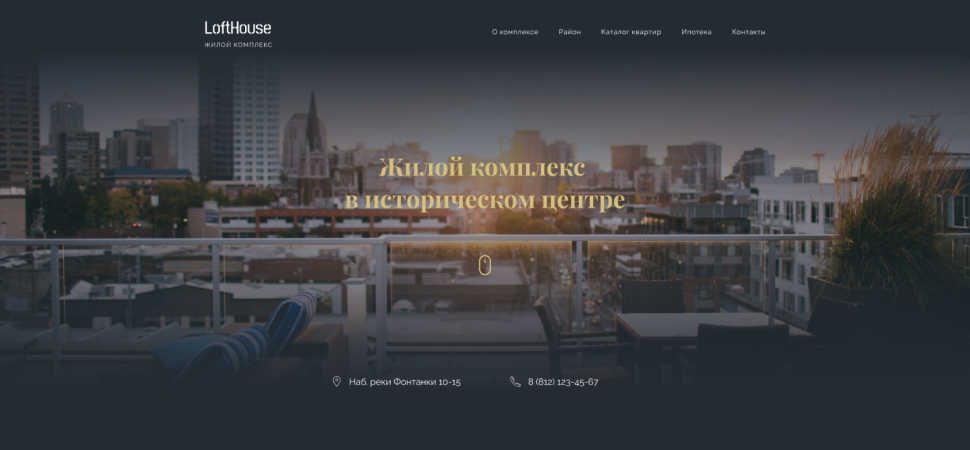 LoftHouse
ЖИЛОЙ КОМПЛЕКС
О комплексе Район Каталог квартир Ипотека Контакты
Жилой комплекс
в историческом центре
Наб. реки Фонтанки 10-15 8 (812) 123-45-67